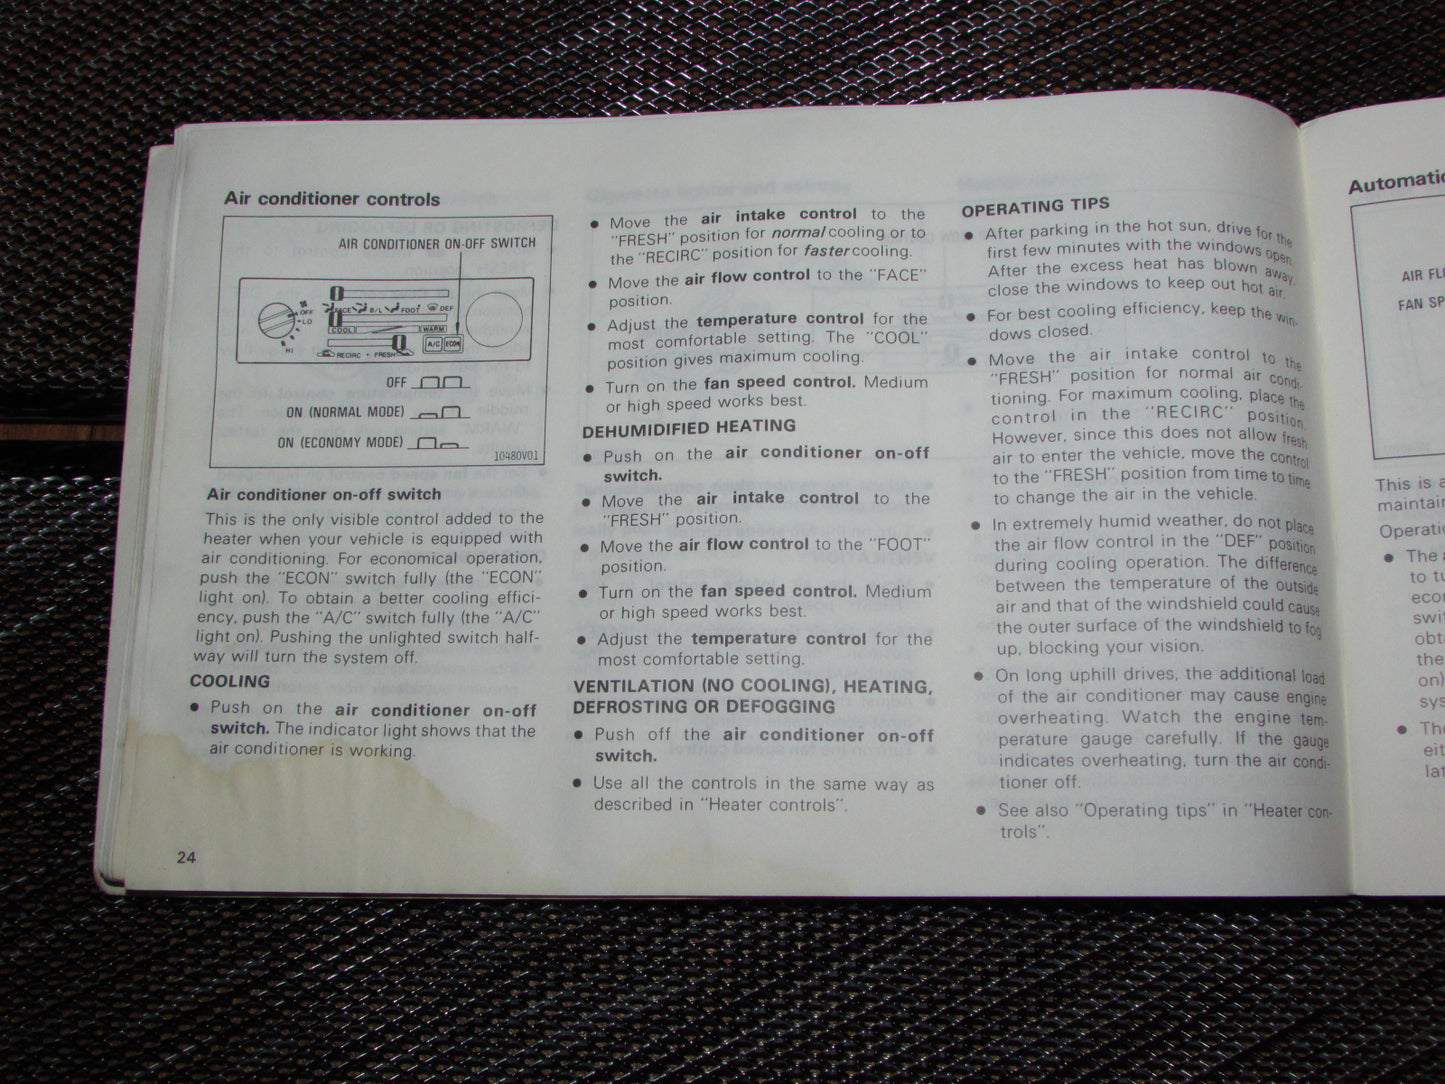 Air conditioner controls
AIR CONDITIONER ON-OFF SWITCH
OFF
LO
HI
FACE B/L FOOT DEF
COOL WARM
A/C ECON
RECIRC • FRESH
OFF
ON (NORMAL MODE)
ON (ECONOMY MODE)
10480V01
Air conditioner on-off switch
This is the only visible control added to the
heater when your vehicle is equipped with
air conditioning. For economical operation,
push the "ECON" switch fully (the "ECON"
light on). To obtain a better cooling effici-
ency, push the "A/C" switch fully (the "A/C"
light on). Pushing the unlighted switch half-
way will turn the system off.
COOLING
● Push on the air conditioner on-off
switch. The indicator light shows that the
air conditioner is working.
24
● Move the air intake control to the
"FRESH" position for normal cooling or to
the "RECIRC" position for faster cooling.
● Move the air flow control to the "FACE"
position.
● Adjust the temperature control for the
most comfortable setting. The "COOL"
position gives maximum cooling.
● Turn on the fan speed control. Medium
or high speed works best.
DEHUMIDIFIED HEATING
● Push on the air conditioner on-off
switch.
● Move the air intake control to the
"FRESH" position.
● Move the air flow control to the "FOOT"
position.
● Turn on the fan speed control. Medium
or high speed works best.
● Adjust the temperature control for the
most comfortable setting.
VENTILATION (NO COOLING), HEATING,
DEFROSTING OR DEFOGGING
● Push off the air conditioner on-off
switch.
● Use all the controls in the same way as
described in "Heater controls".
OPERATING TIPS
● After parking in the hot sun, drive for the
first few minutes with the windows open.
After the excess heat has blown away,
close the windows to keep out hot air.
● For best cooling efficiency, keep the win-
dows closed.
● Move the air intake control to the
"FRESH" position for normal air condi-
tioning. For maximum cooling, place the
control in the "RECIRC" position.
However, since this does not allow fresh
air to enter the vehicle, move the control
to the "FRESH" position from time to time
to change the air in the vehicle.
● In extremely humid weather, do not place
the air flow control in the "DEF" position
during cooling operation. The difference
between the temperature of the outside
air and that of the windshield could cause
the outer surface of the windshield to fog
up, blocking your vision.
● On long uphill drives, the additional load
of the air conditioner may cause engine
overheating. Watch the engine tem-
perature gauge carefully. If the gauge
indicates overheating, turn the air condi-
tioner off.
● See also "Operating tips" in "Heater con-
trols".
Automatic
AIR FL
FAN SP
This is a
maintain
Operati
● The
to tu
eco
swi
obt
the
on)
sys
● The
eit
lat